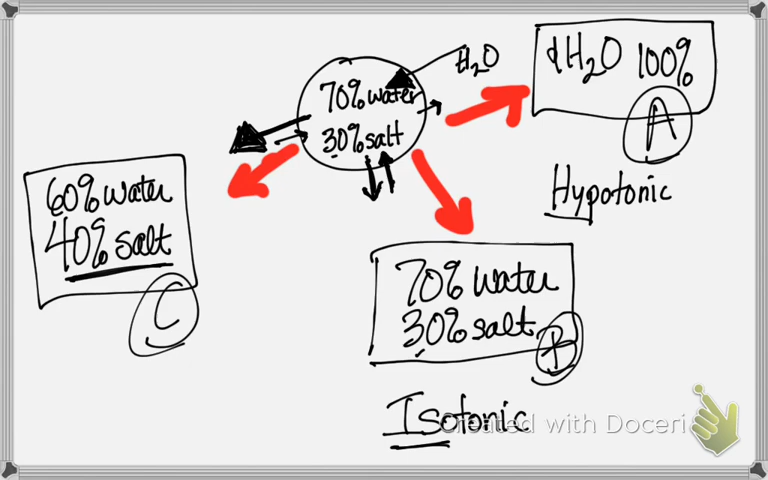 H2O
70% water
30% salt
dH2O 100%
A
Hypotonic
60% water
40% salt
C
70% water
30% salt
B
Isotonic
Created with Doceri